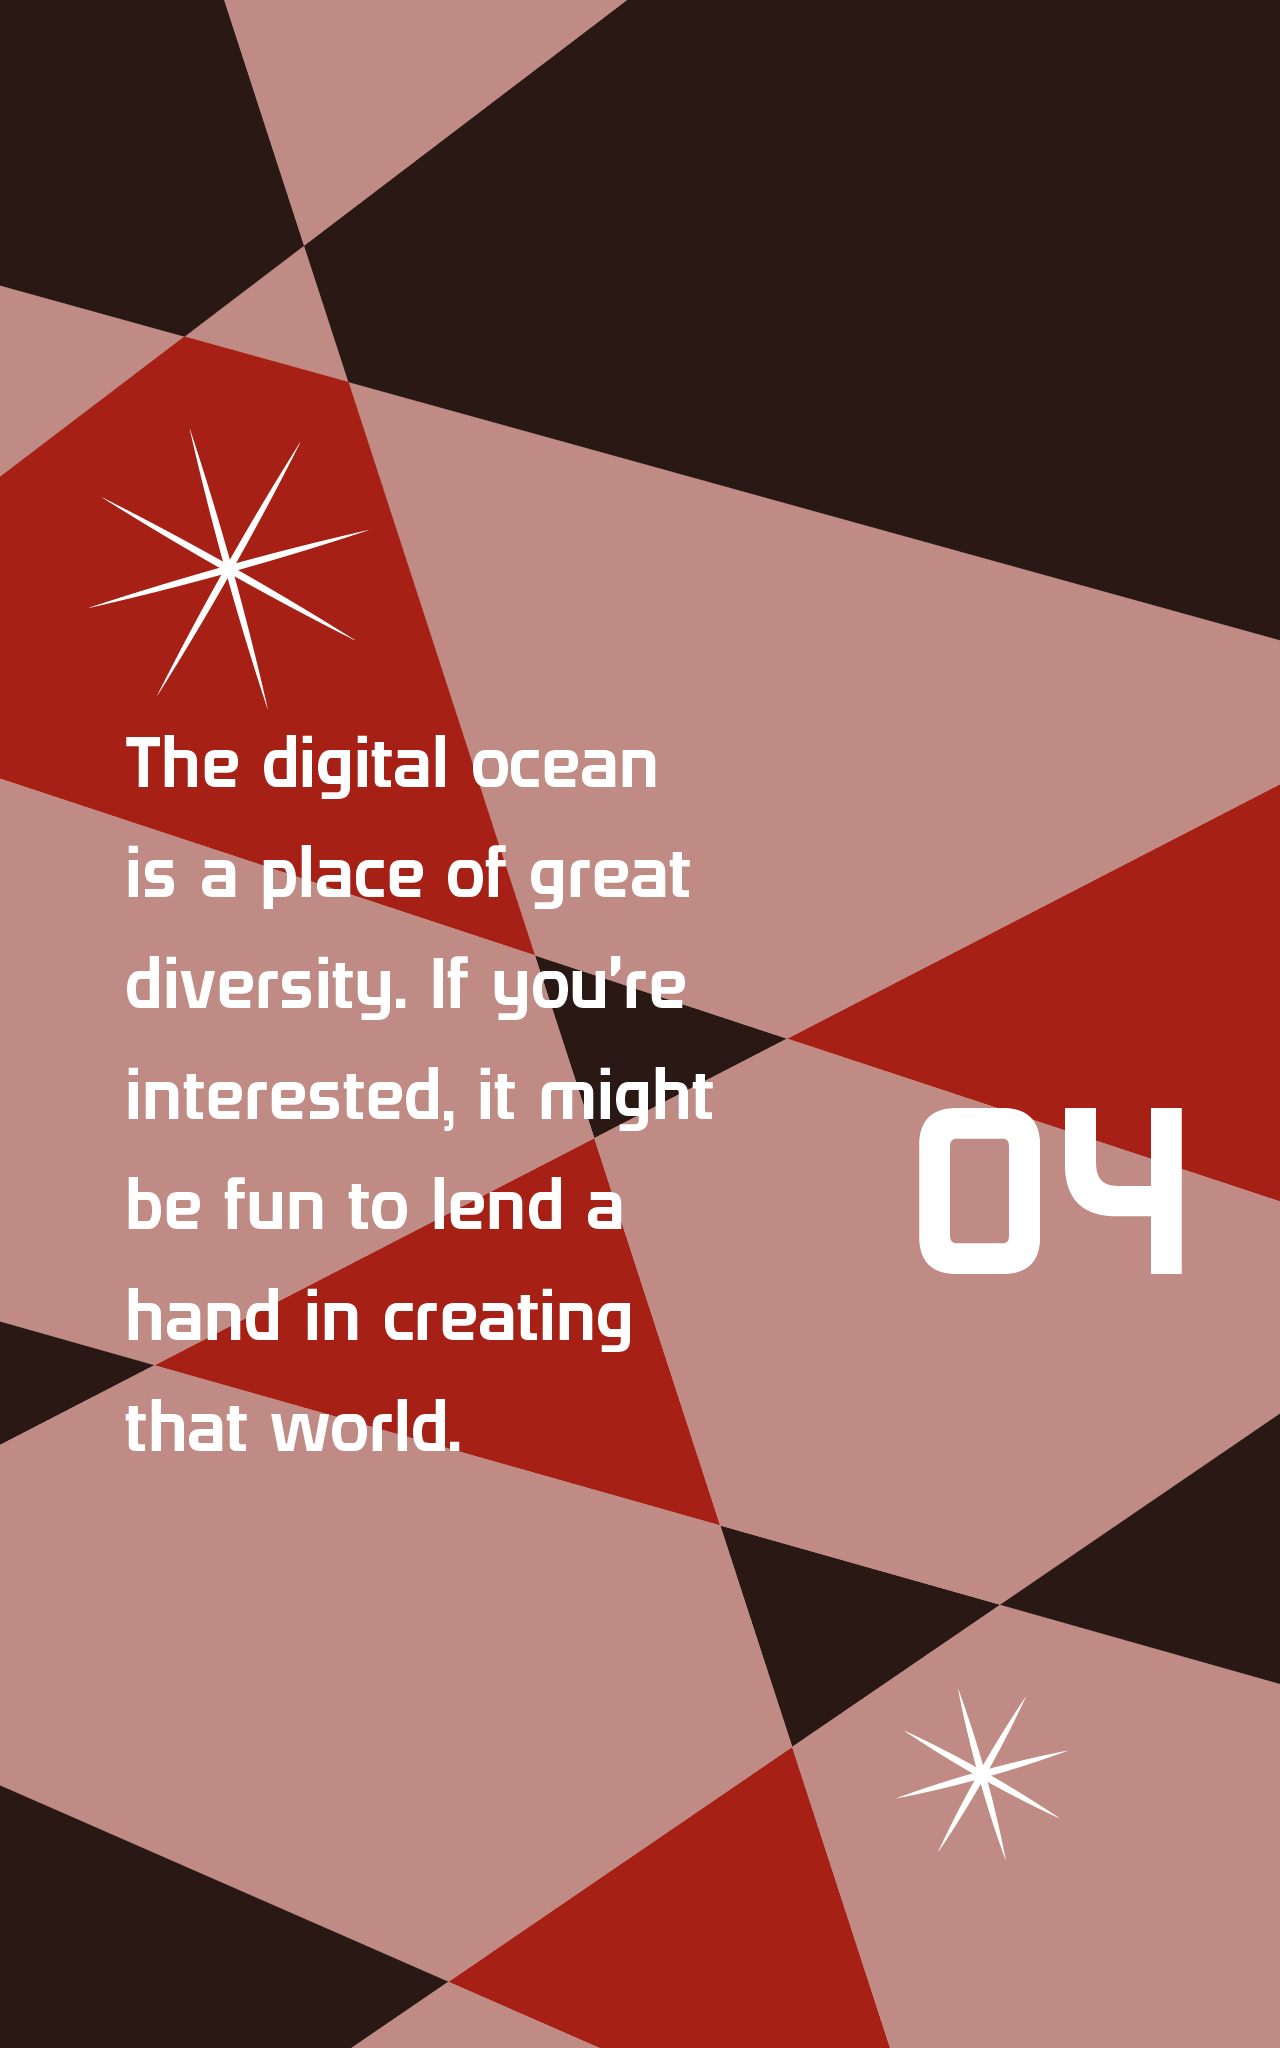 The digital ocean
is a place of great
diversity. If you’re
interested, it might
be fun to lend a
hand in creating
that world.
04